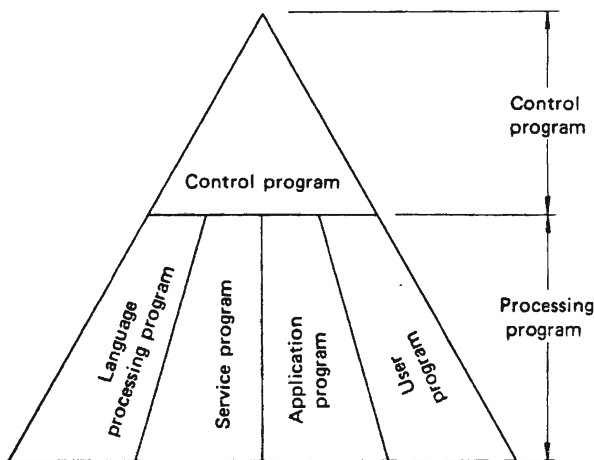 Control
program
Control program
Processing
program
Language
processing program
Service program
Application
program
User
program